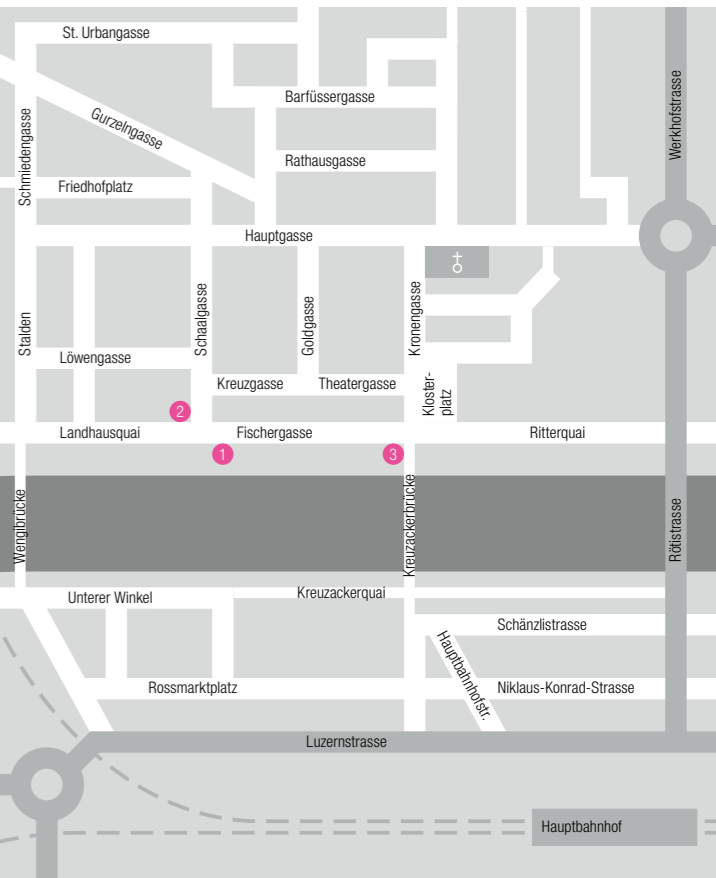 St. Urbangasse
Gurzelngasse
Barfüssergasse
Werkhofstrasse
Schmiedengasse
Rathausgasse
Friedhofplatz
Hauptgasse
Stalden
Schaalgasse
Goldgasse
Kronengasse
Löwengasse
Kreuzgasse
Theatergasse
Kloster-
platz
2
Landhausquai
Fischergasse
Ritterquai
1
3
Wengibrücke
Kreuzackerbrücke
Rötistrasse
Unterer Winkel
Kreuzackerquai
Schänzlistrasse
Hauptbahnhofstr.
Rossmarktplatz
Niklaus-Konrad-Strasse
Luzernstrasse
Hauptbahnhof